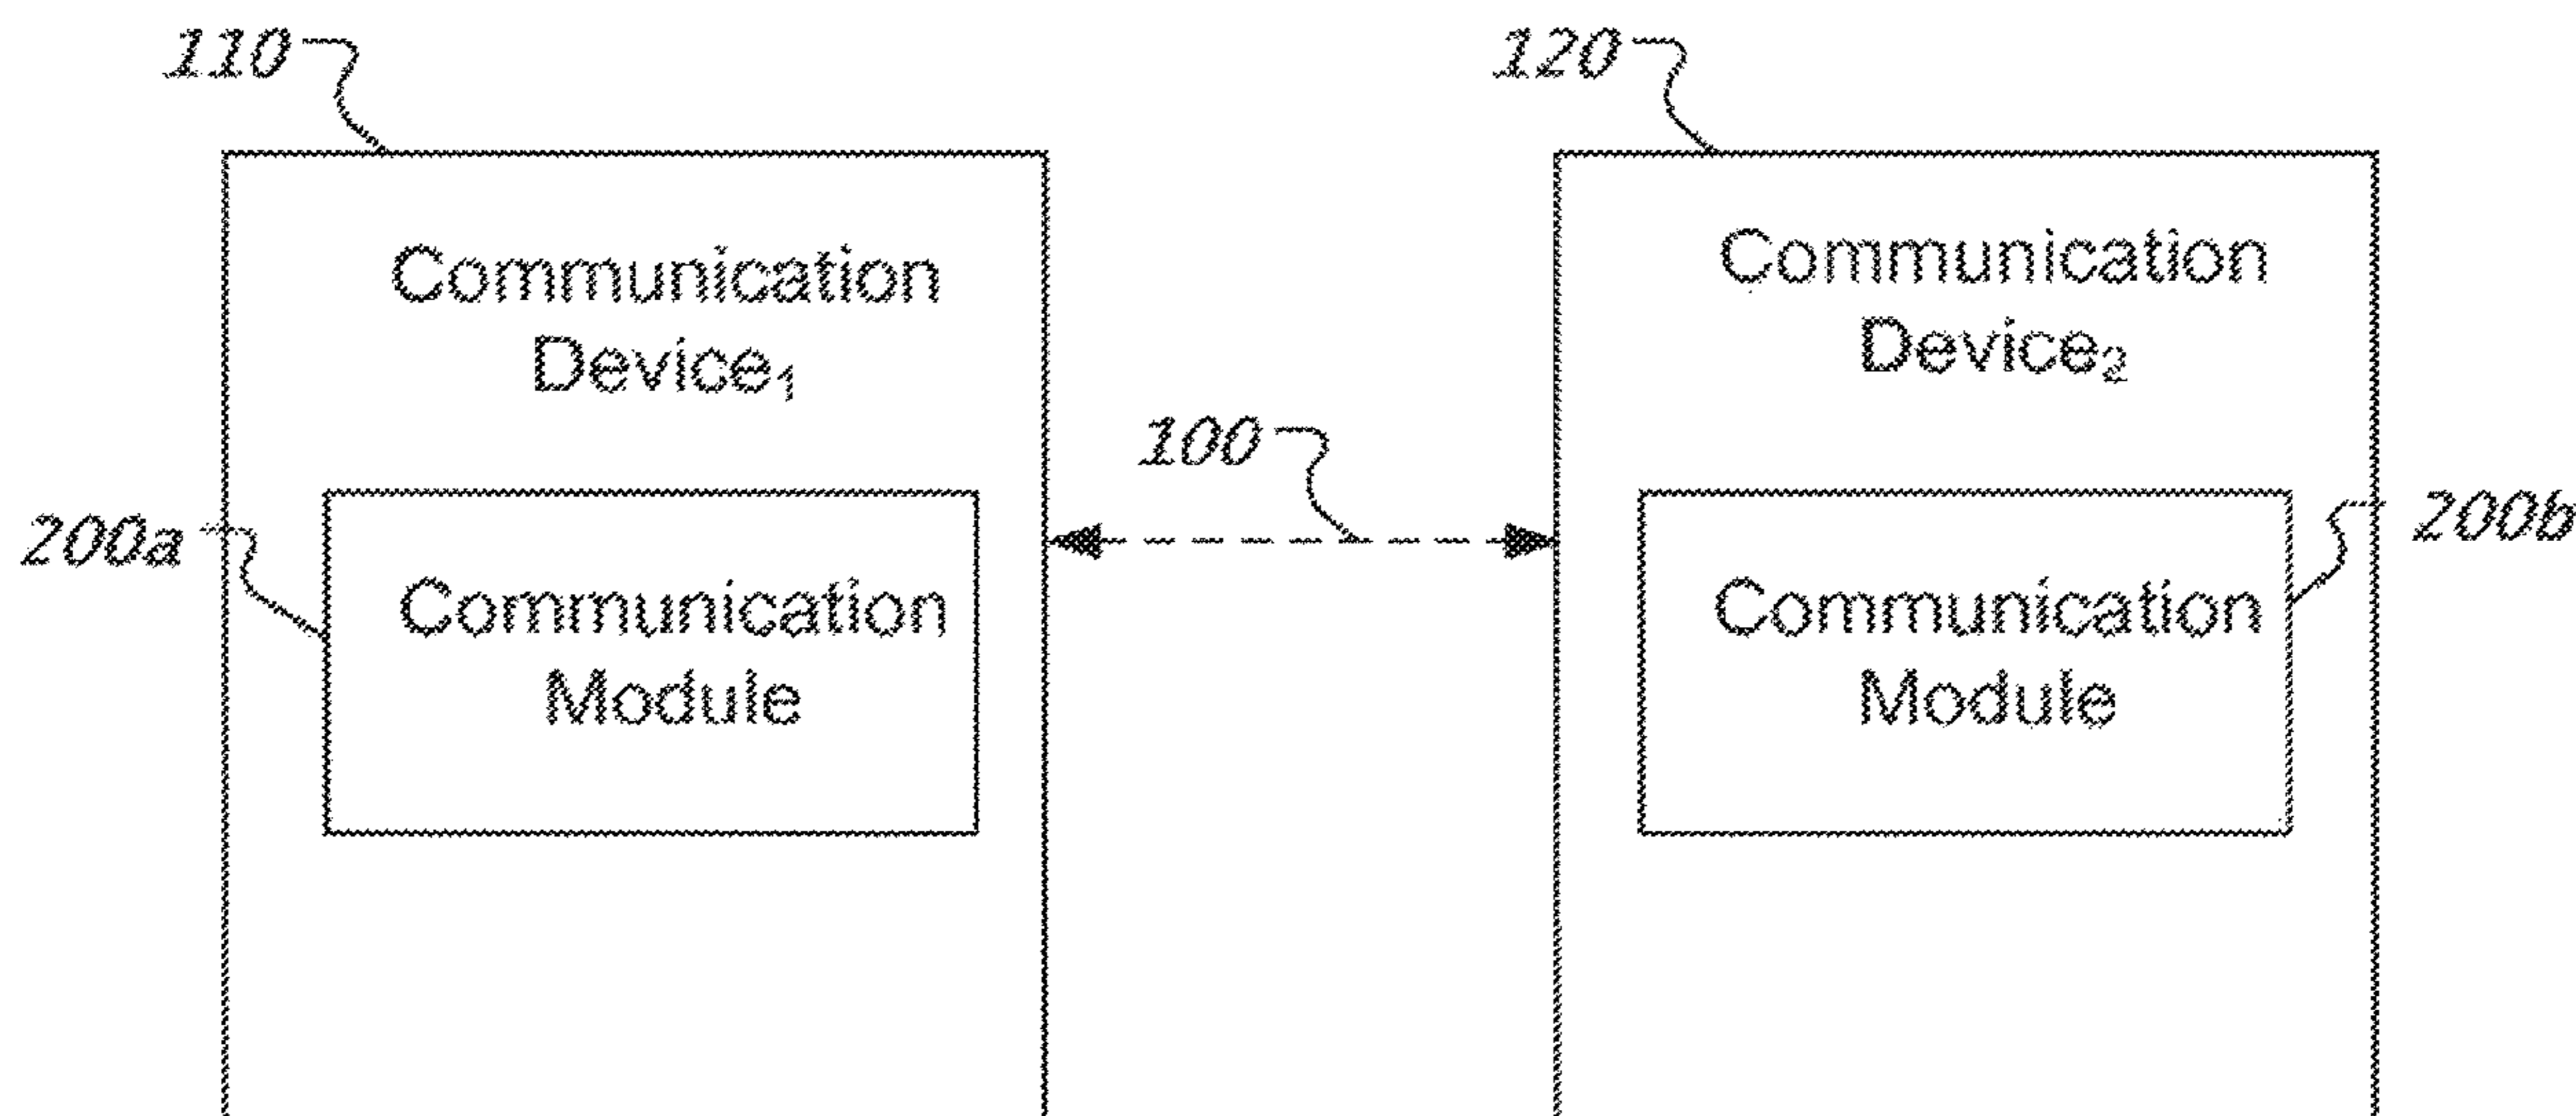 110
120
Communication
Device₁
Communication
Device₂
100
200a
200b
Communication
Module
Communication
Module